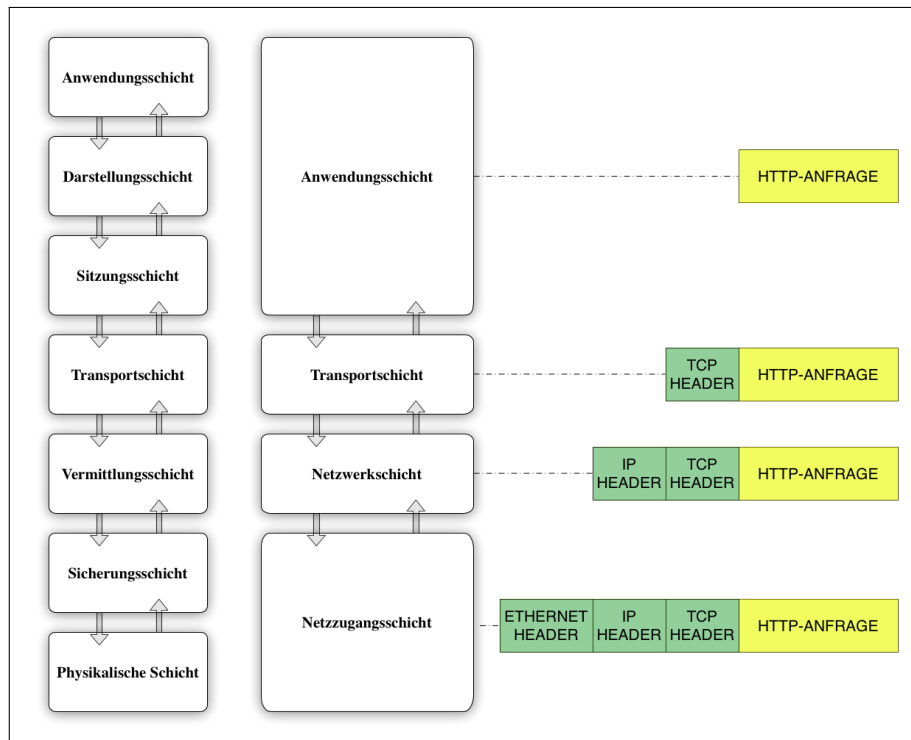 Anwendungsschicht
Darstellungsschicht
Sitzungsschicht
Transportschicht
Vermittlungsschicht
Sicherungsschicht
Physikalische Schicht
Anwendungsschicht
Transportschicht
Netzwerkschicht
Netzzugangsschicht
HTTP-ANFRAGE
TCP
HEADER
HTTP-ANFRAGE
IP
HEADER
TCP
HEADER
HTTP-ANFRAGE
ETHERNET
HEADER
IP
HEADER
TCP
HEADER
HTTP-ANFRAGE